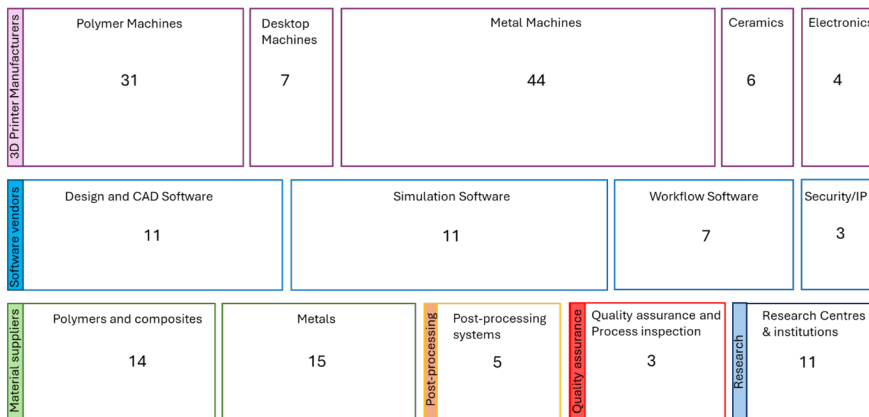 3D Printer Manufacturers
Polymer Machines
31
Desktop
Machines
7
Metal Machines
44
Ceramics
6
Electronics
4
Software vendors
Design and CAD Software
11
Simulation Software
11
Workflow Software
7
Security/IP
3
Material suppliers
Polymers and composites
14
Metals
15
Post-processing
Post-processing
systems
5
Quality assurance
Quality assurance and
Process inspection
3
Research
Research Centres
& institutions
11